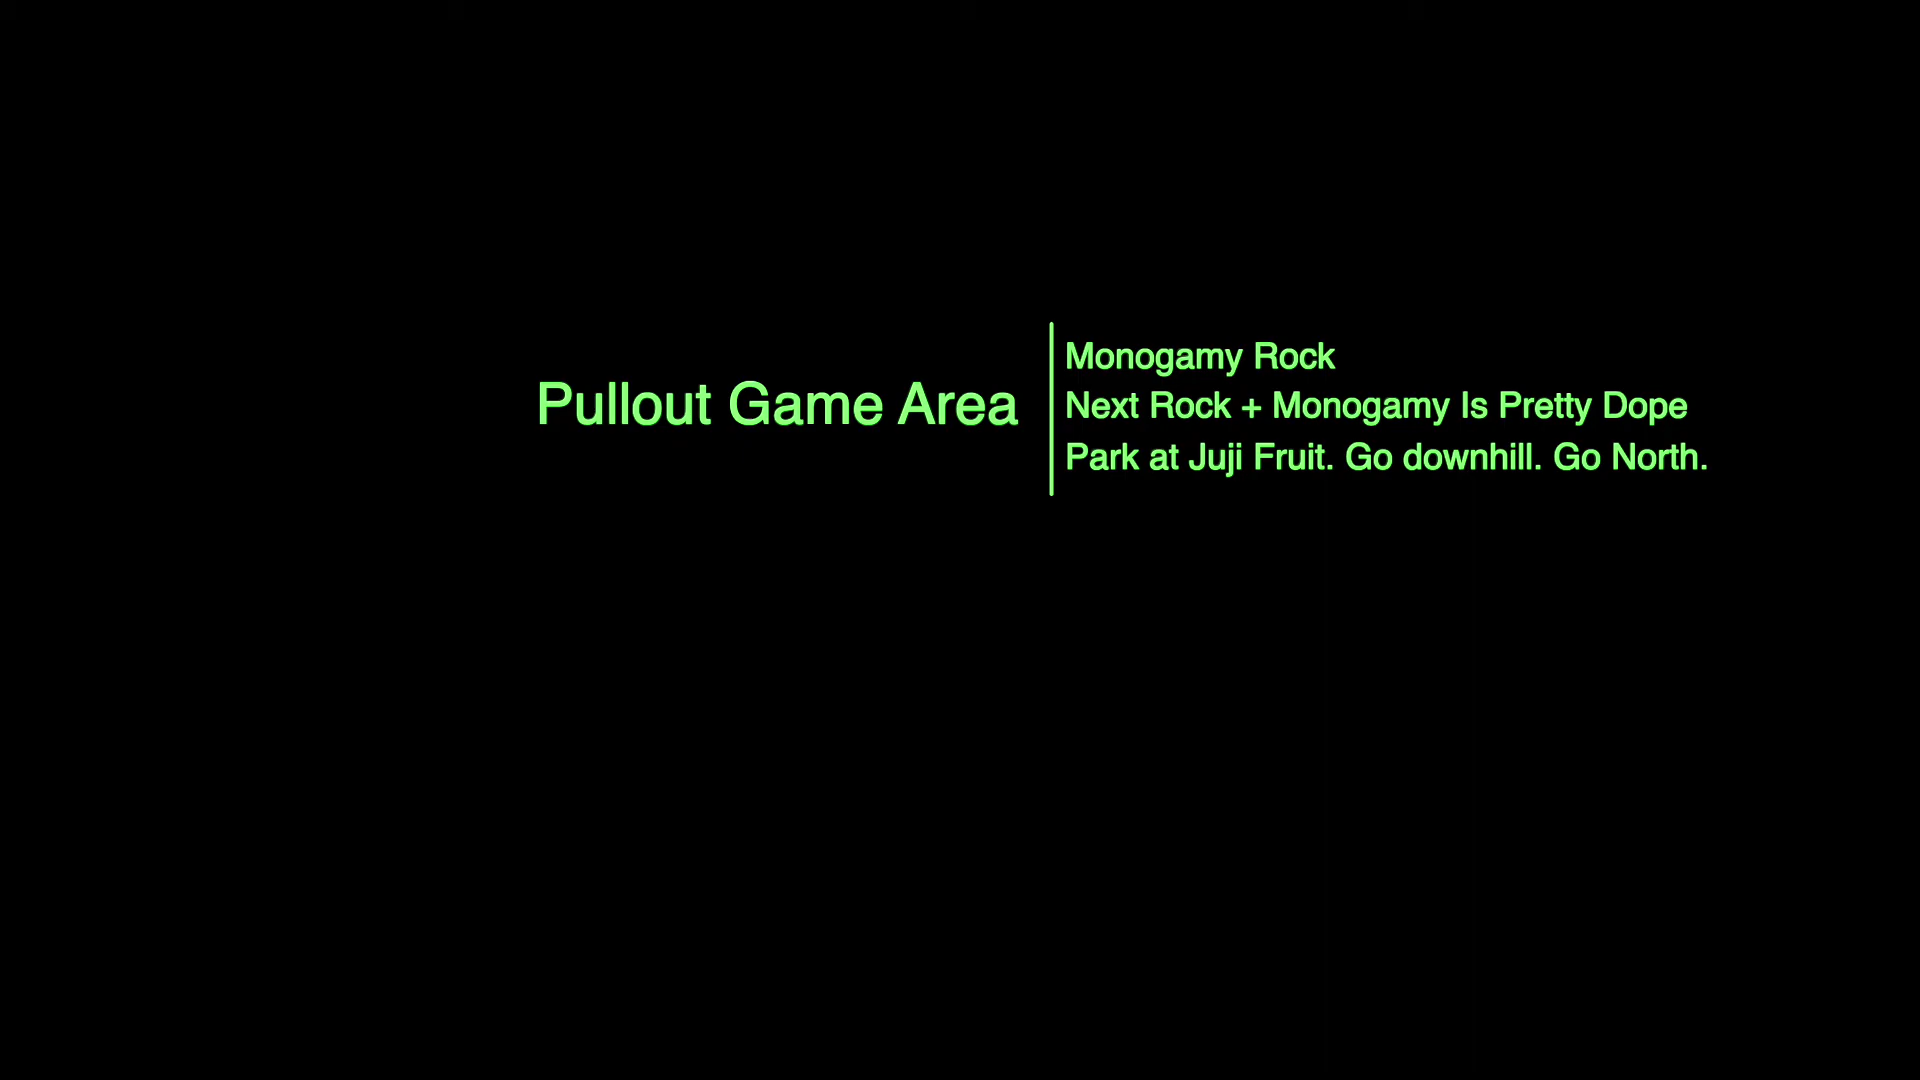 Pullout Game Area
Monogamy Rock
Next Rock + Monogamy Is Pretty Dope
Park at Juji Fruit. Go downhill. Go North.